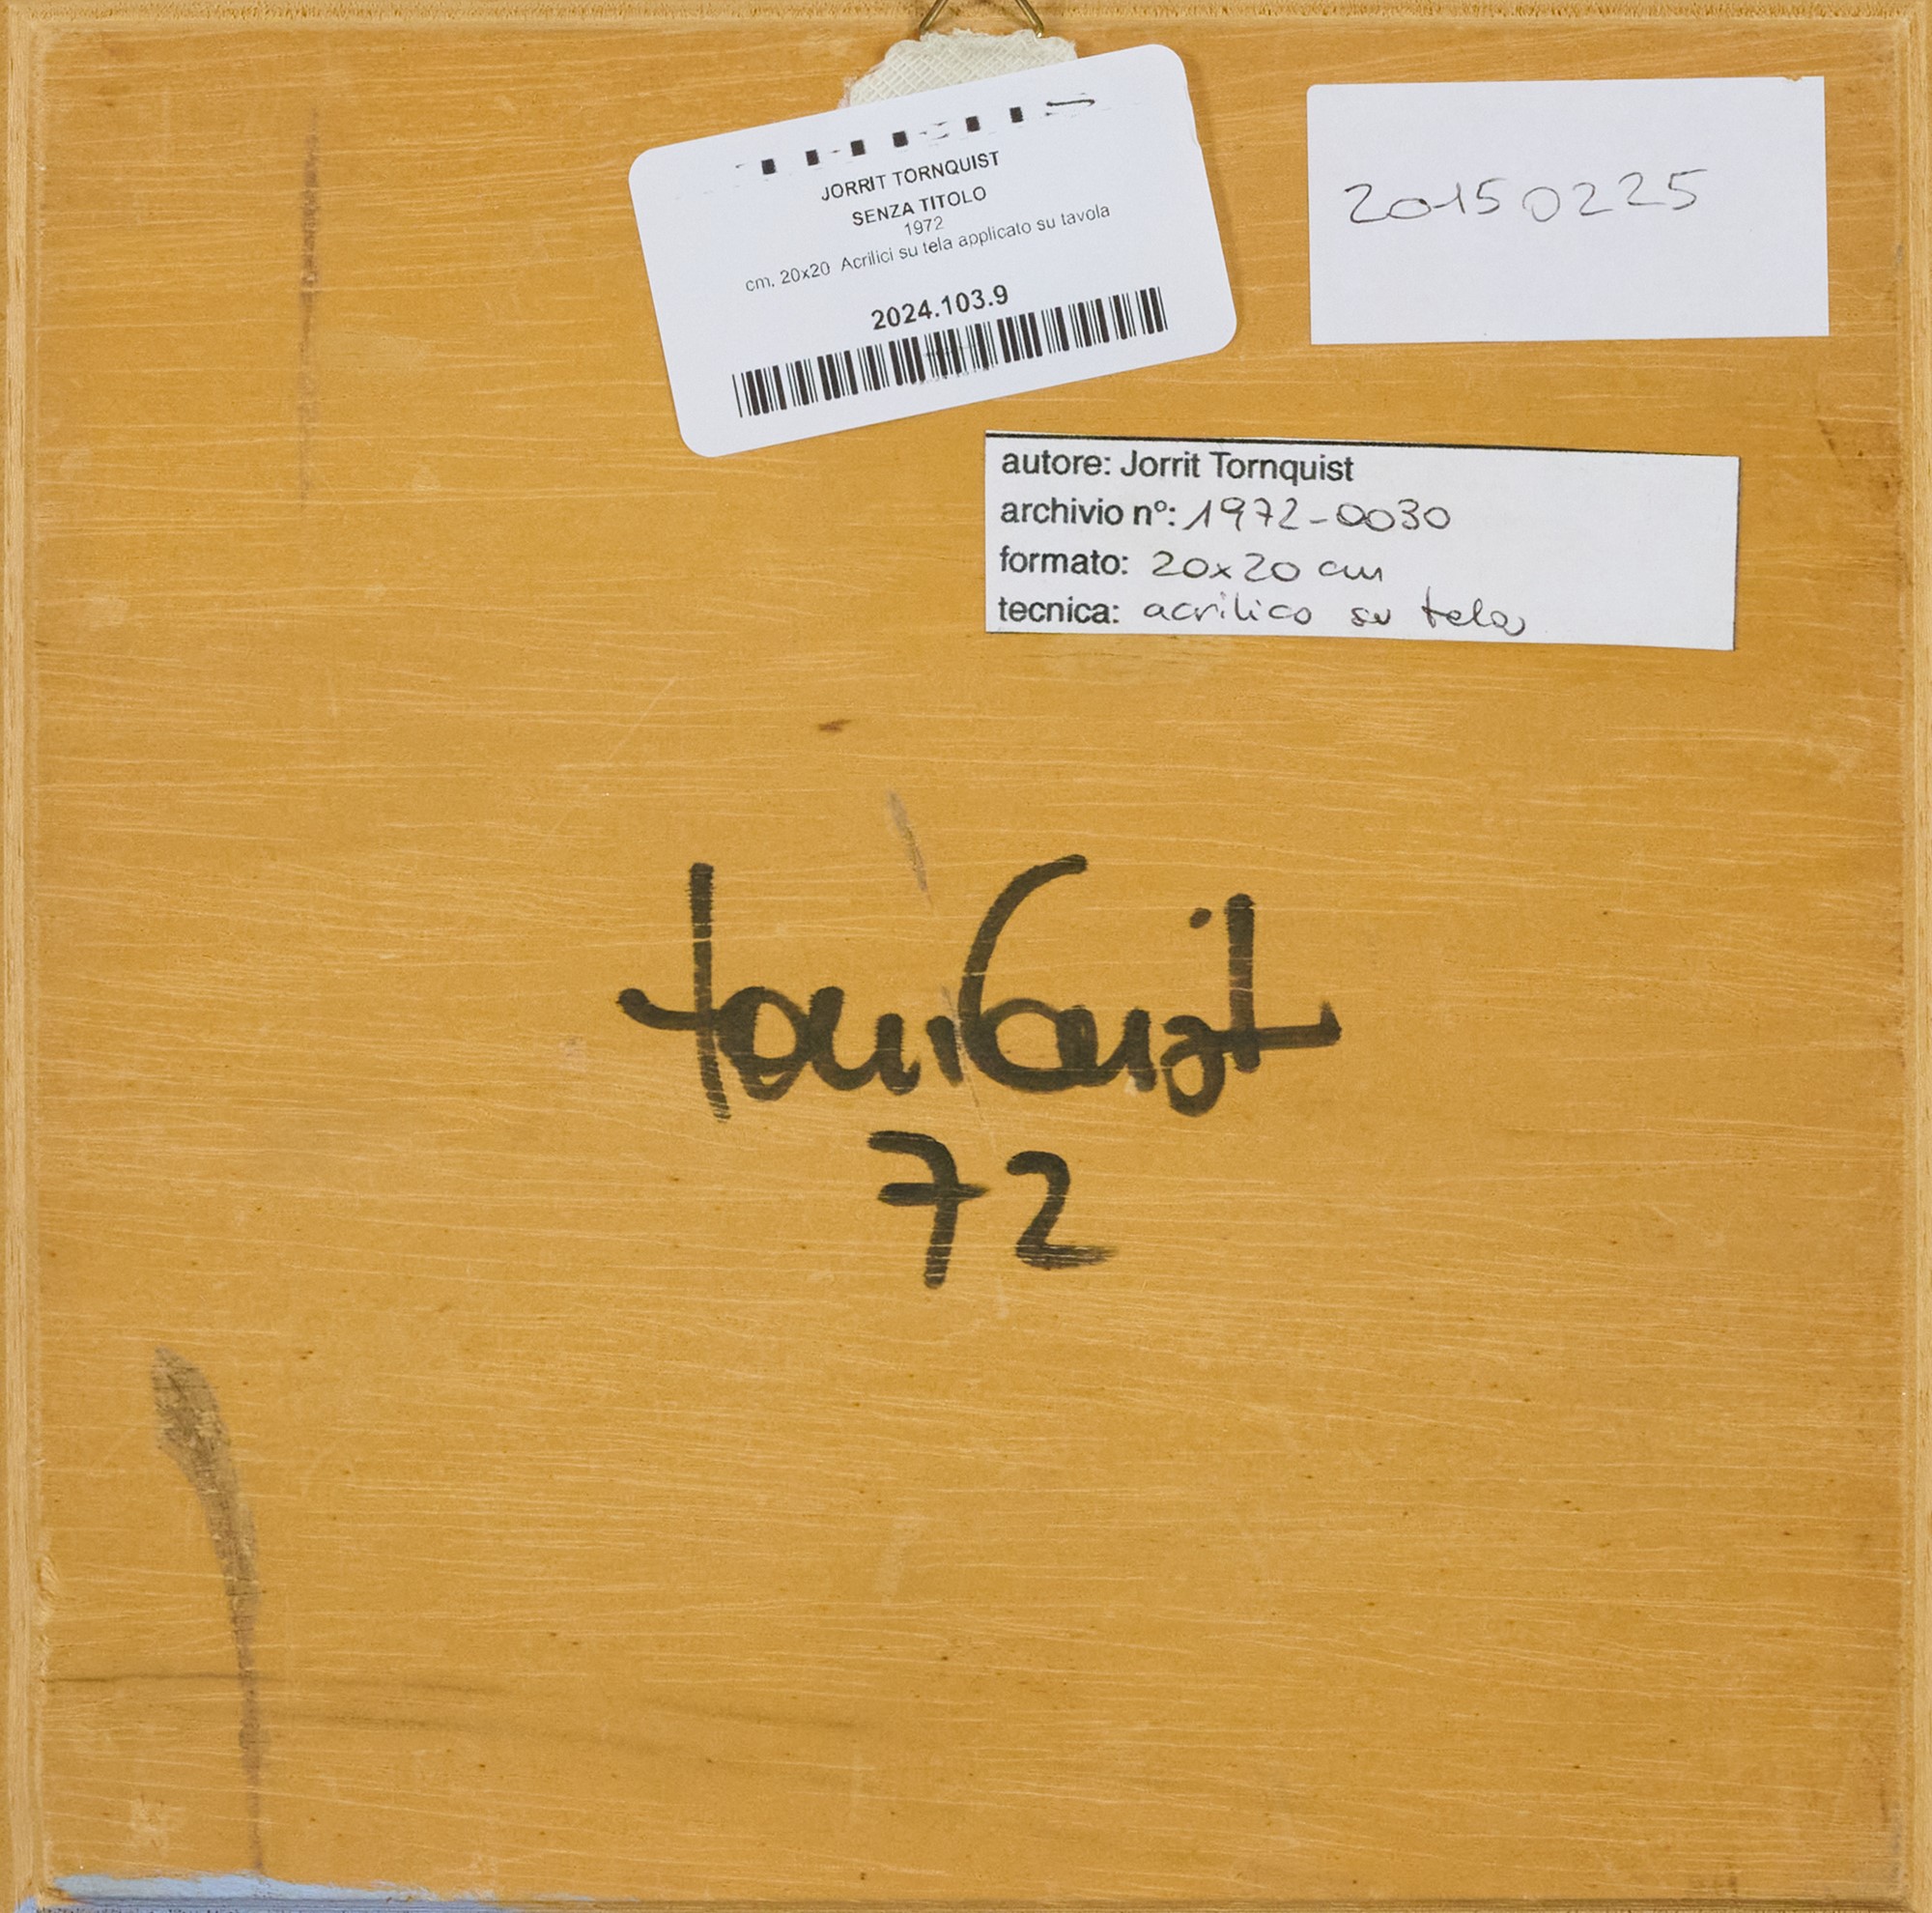 JORRIT TORNQUIST
SENZA TITOLO
1972
cm. 20x20 Acrilici su tela applicato su tavola
2024.103.9
20150225
autore: Jorrit Tornquist
archivio n°: 1972-0030
formato: 20x20 cm
tecnica: acrilico su tela
tornquist
72